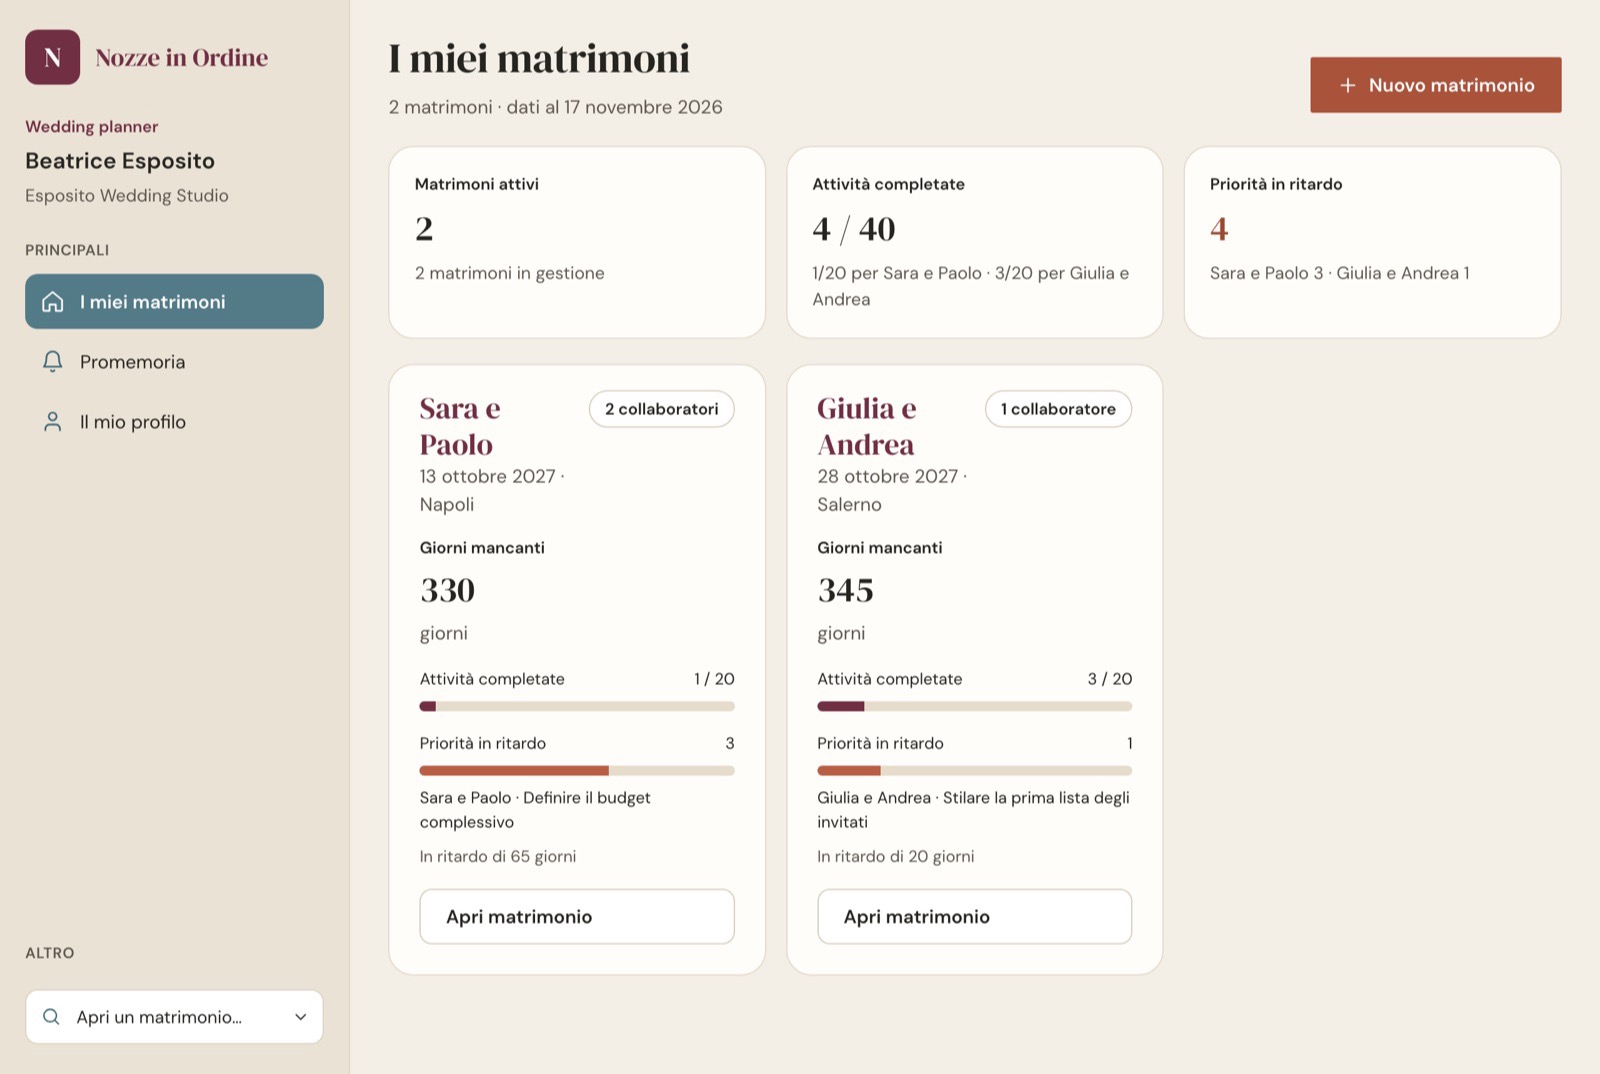 N
Nozze in Ordine
Wedding planner
Beatrice Esposito
Esposito Wedding Studio
PRINCIPALI
I miei matrimoni
Promemoria
Il mio profilo
ALTRO
Apri un matrimonio...
I miei matrimoni
2 matrimoni · dati al 17 novembre 2026
+ Nuovo matrimonio
Matrimoni attivi
2
2 matrimoni in gestione
Attività completate
4 / 40
1/20 per Sara e Paolo · 3/20 per Giulia e
Andrea
Priorità in ritardo
4
Sara e Paolo 3 · Giulia e Andrea 1
Sara e
Paolo
2 collaboratori
13 ottobre 2027 ·
Napoli
Giorni mancanti
330
giorni
Attività completate 1 / 20
Priorità in ritardo 3
Sara e Paolo · Definire il budget
complessivo
In ritardo di 65 giorni
Apri matrimonio
Giulia e
Andrea
1 collaboratore
28 ottobre 2027 ·
Salerno
Giorni mancanti
345
giorni
Attività completate 3 / 20
Priorità in ritardo 1
Giulia e Andrea · Stilare la prima lista degli
invitati
In ritardo di 20 giorni
Apri matrimonio